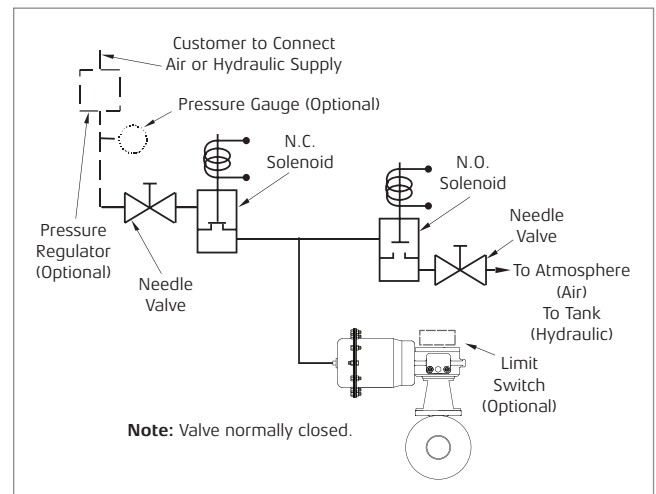 Customer to Connect
Air or Hydraulic Supply
Pressure Gauge (Optional)
N.C.
Solenoid
N.O.
Solenoid
Needle
Valve
Pressure
Regulator
(Optional)
Needle
Valve
To Atmosphere
(Air)
To Tank
(Hydraulic)
Limit
Switch
(Optional)
Note: Valve normally closed.